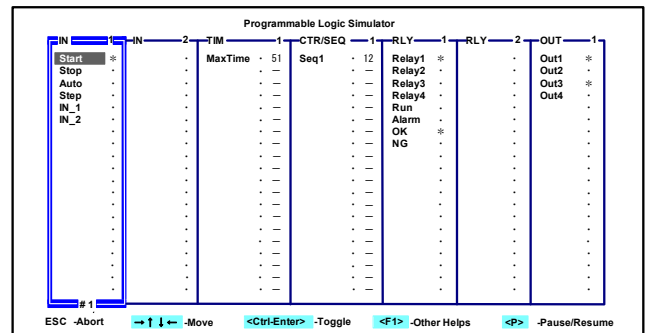 Programmable Logic Simulator
IN 1 IN 2 TIM 1 CTR/SEQ 1 RLY 1 RLY 2 OUT 1
Start * MaxTime 51 Seq1 12 Relay1 * Out1 *
Stop Relay2 Out2
Auto Relay3 Out3 *
Step Relay4 Out4
IN_1 Run
IN_2 Alarm
OK *
NG
# 1
ESC -Abort →↑↓← -Move <Ctrl-Enter> -Toggle <F1> -Other Helps <P> -Pause/Resume